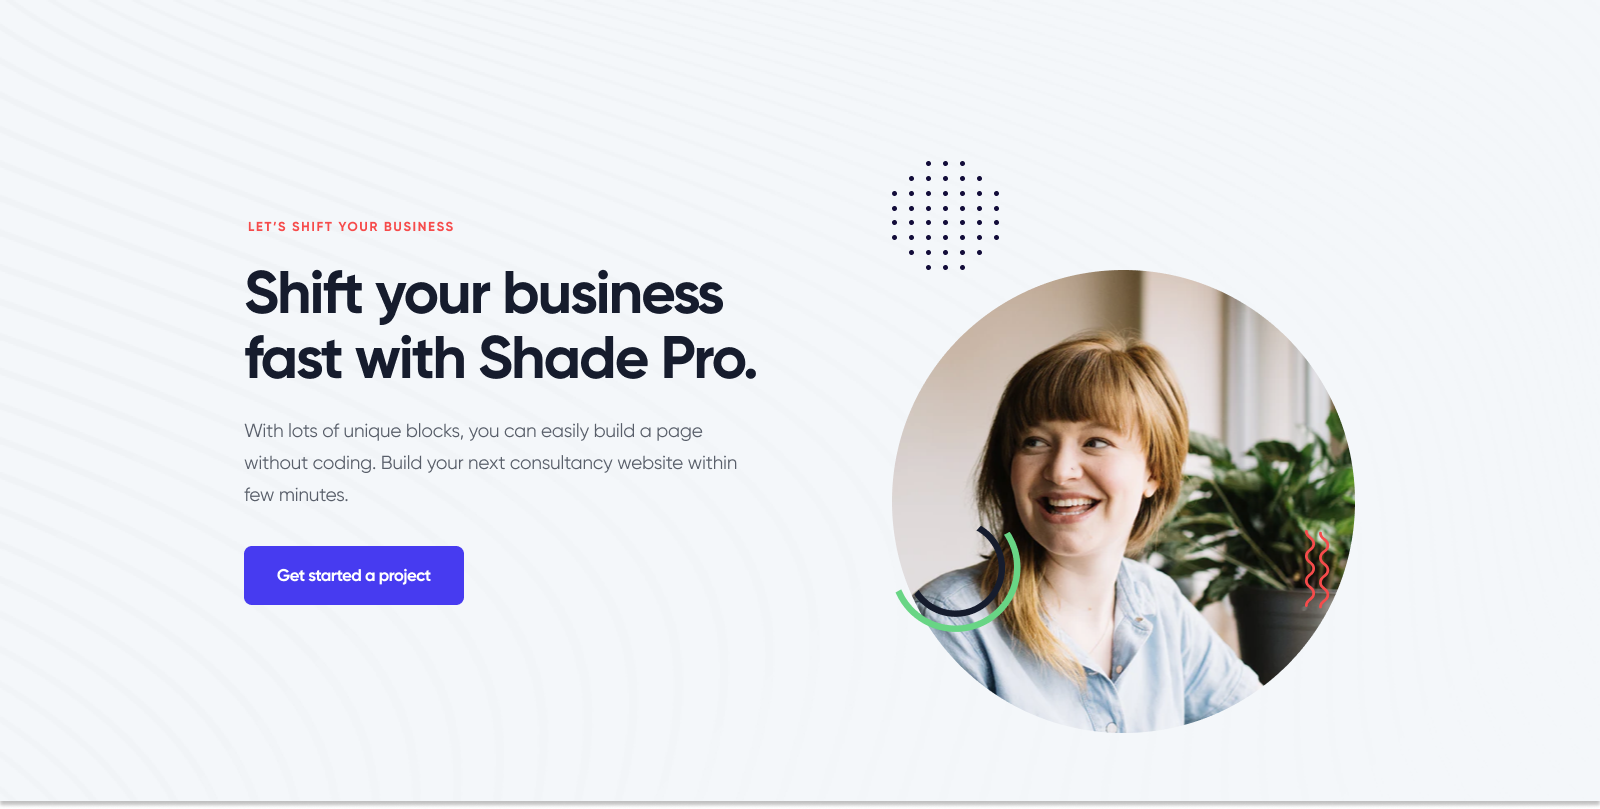 LET'S SHIFT YOUR BUSINESS
Shift your business
fast with Shade Pro.
With lots of unique blocks, you can easily build a page
without coding. Build your next consultancy website within
few minutes.
Get started a project